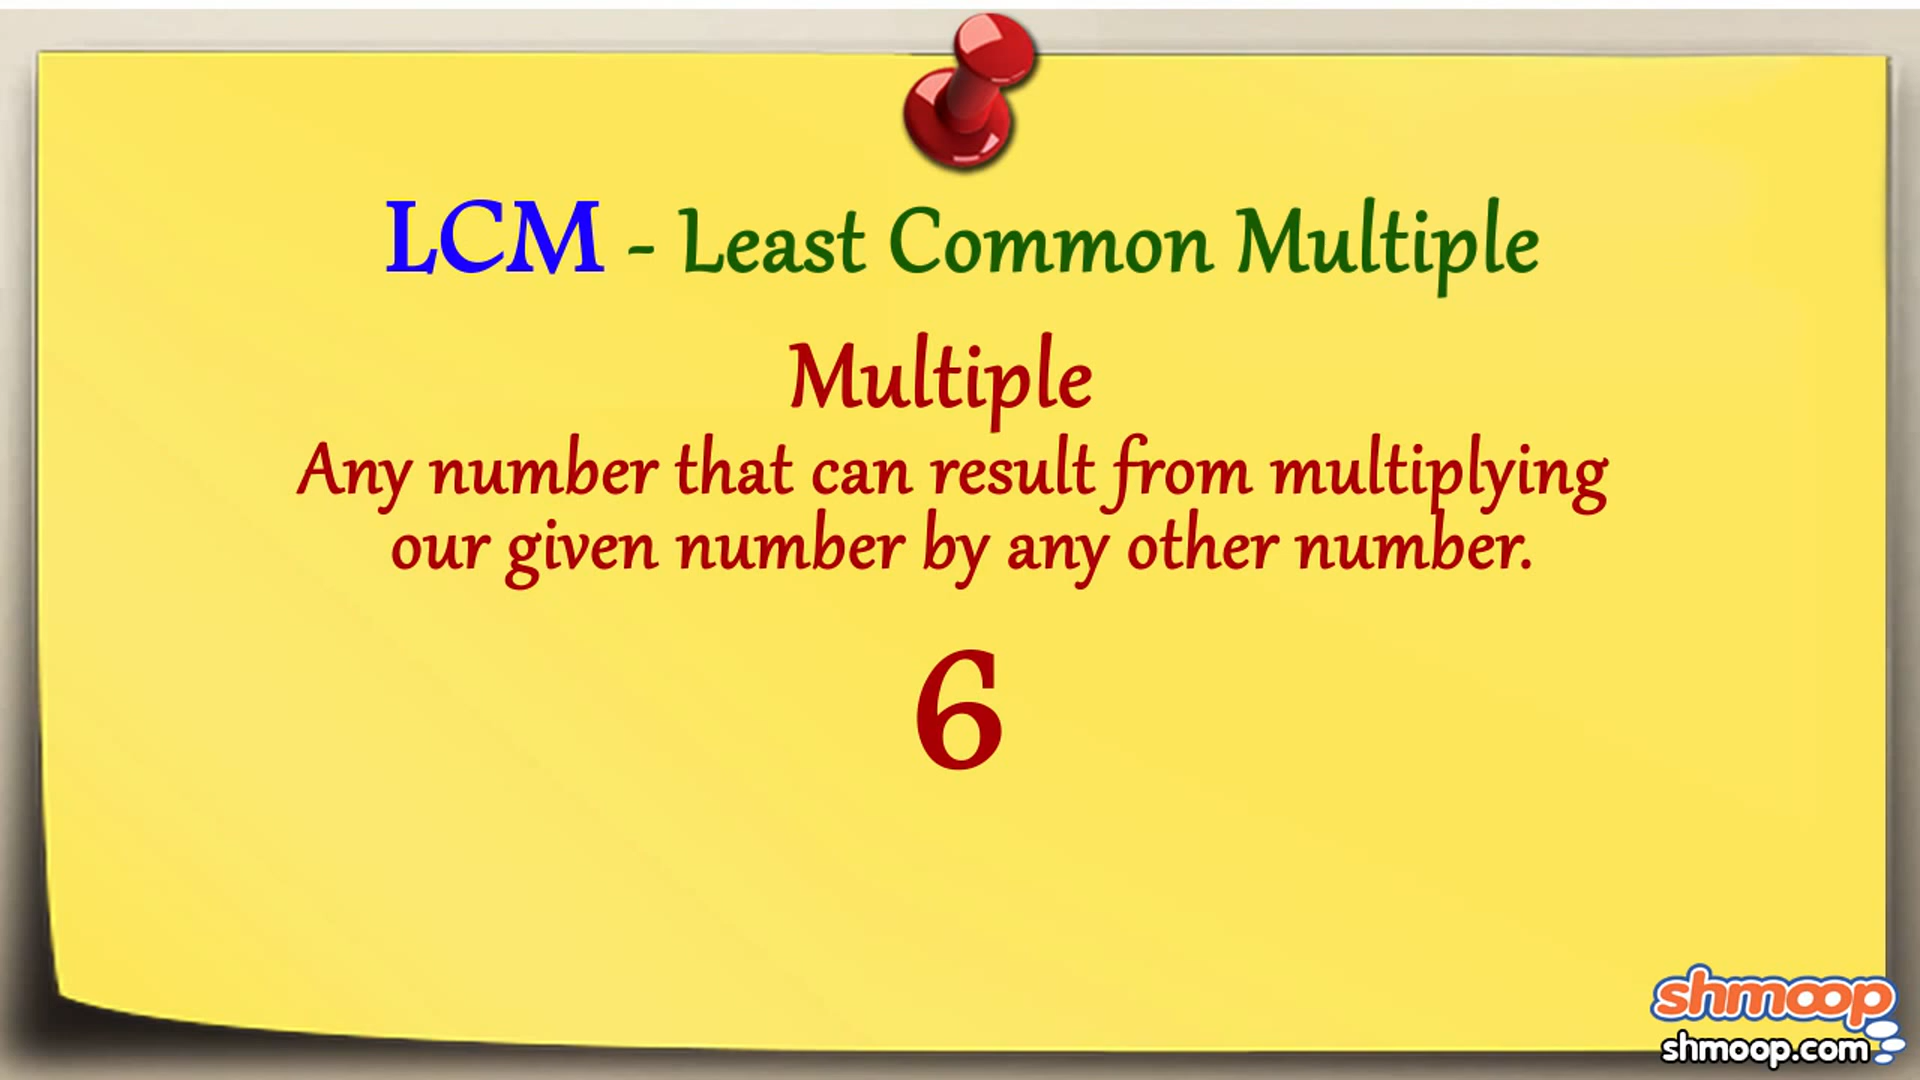 LCM - Least Common Multiple
Multiple
Any number that can result from multiplying
our given number by any other number.
6
shmoop
shmoop.com